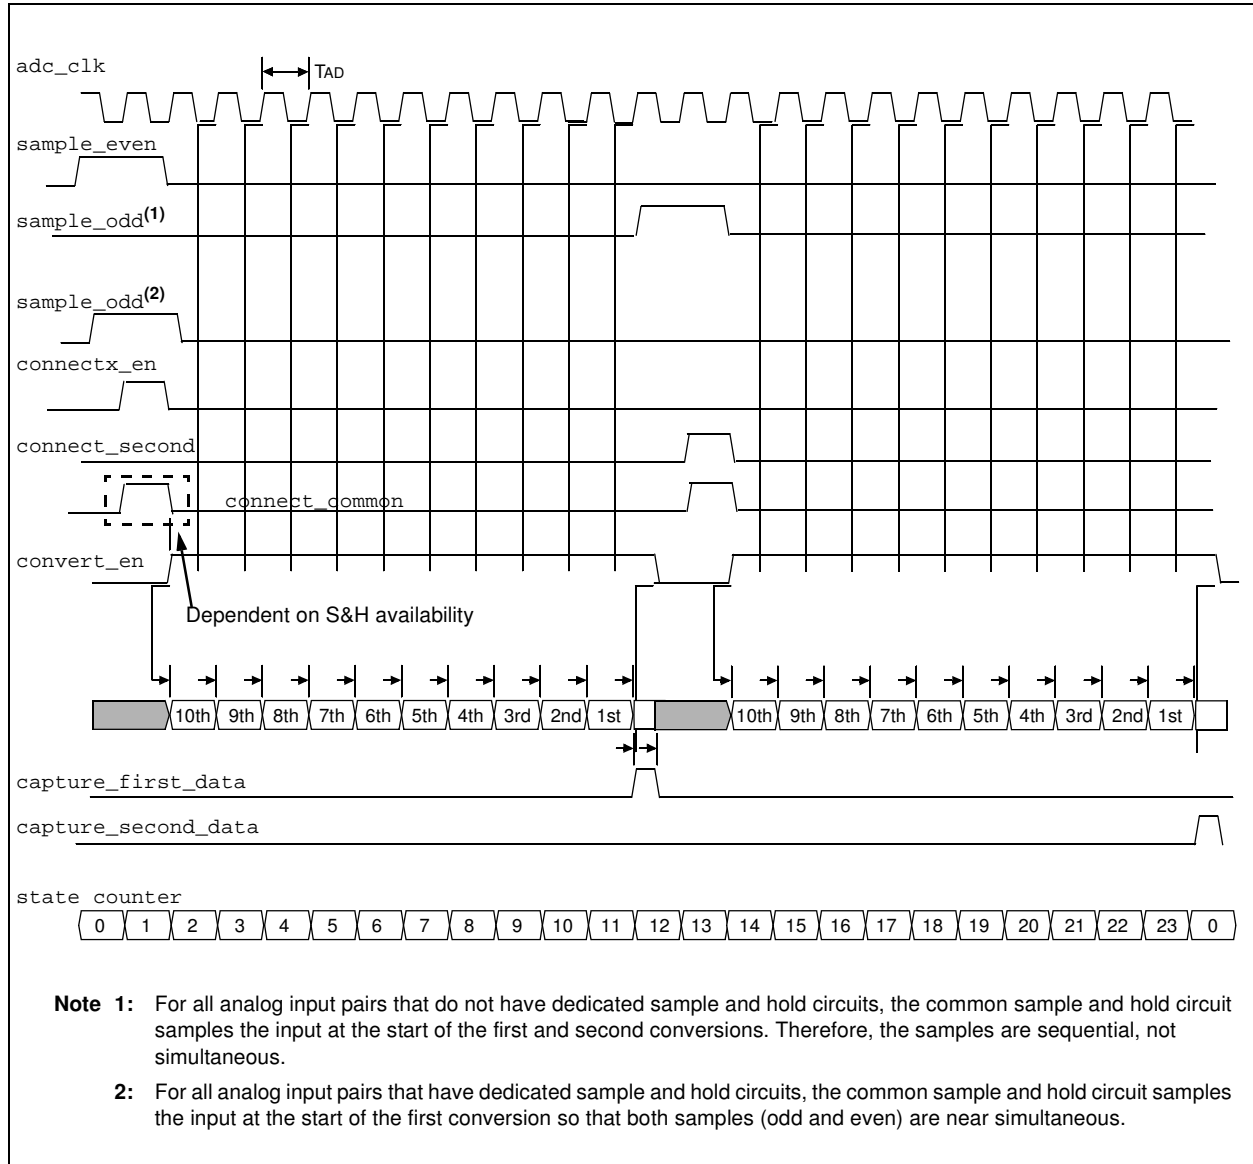 adc_clk
TAD
sample_even
sample_odd(1)
sample_odd(2)
connectx_en
connect_second
connect_common
convert_en
Dependent on S&H availability
10th 9th 8th 7th 6th 5th 4th 3rd 2nd 1st 10th 9th 8th 7th 6th 5th 4th 3rd 2nd 1st
capture_first_data
capture_second_data
state counter
0 1 2 3 4 5 6 7 8 9 10 11 12 13 14 15 16 17 18 19 20 21 22 23 0
Note 1: For all analog input pairs that do not have dedicated sample and hold circuits, the common sample and hold circuit
samples the input at the start of the first and second conversions. Therefore, the samples are sequential, not
simultaneous.
2: For all analog input pairs that have dedicated sample and hold circuits, the common sample and hold circuit samples
the input at the start of the first conversion so that both samples (odd and even) are near simultaneous.